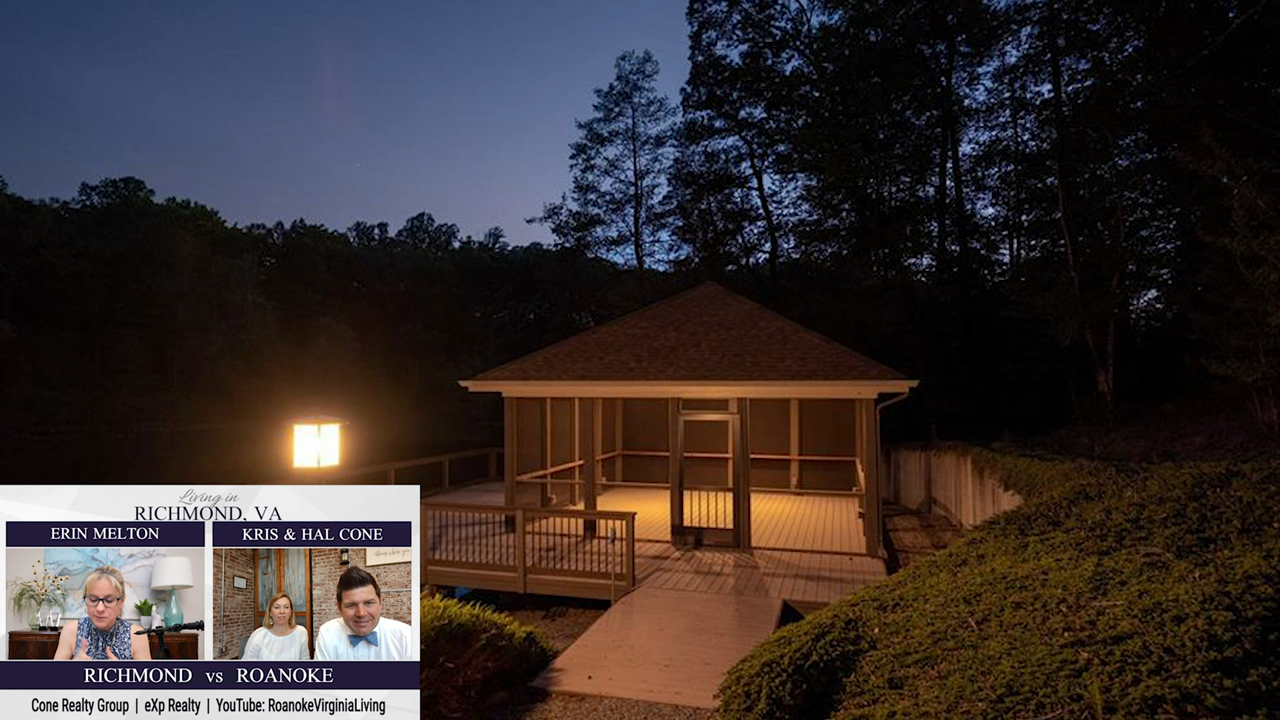 Living in
RICHMOND, VA
ERIN MELTON
KRIS & HAL CONE
RICHMOND vs ROANOKE
Cone Realty Group | eXp Realty | YouTube: RoanokeVirginiaLiving